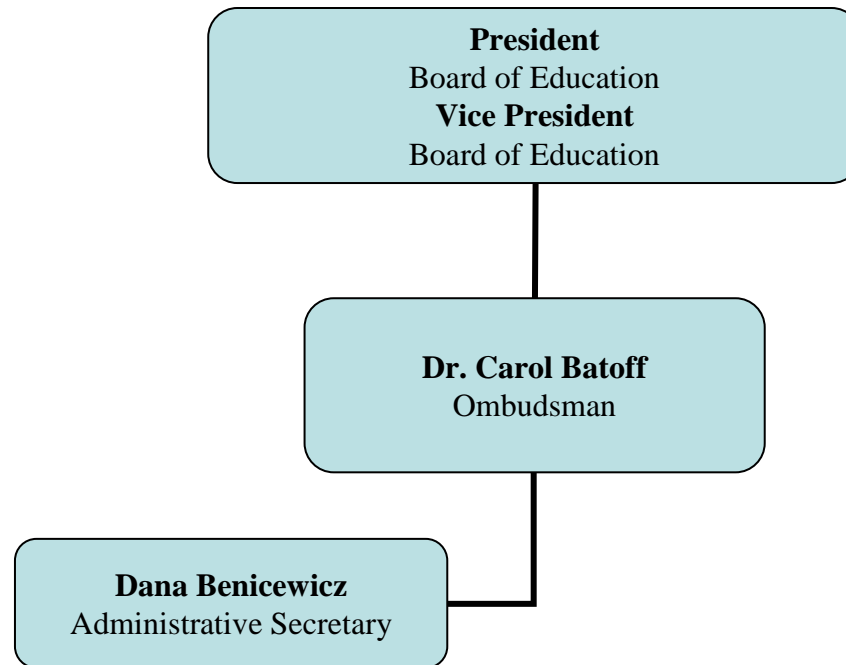 President
Board of Education
Vice President
Board of Education
Dr. Carol Batoff
Ombudsman
Dana Benicewicz
Administrative Secretary